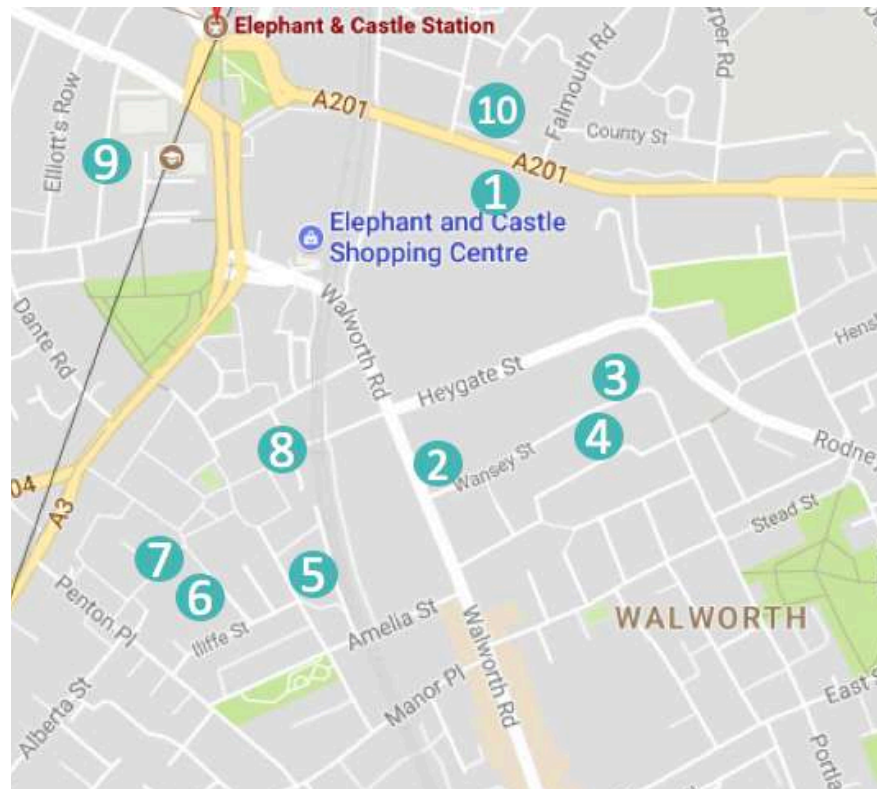 Elephant & Castle Station
A201
Elliott's Row
Falmouth Rd
10
County St
9
A201
1
Elephant and Castle
Shopping Centre
Dante Rd
Walworth Rd
Hensh
Heygate St
3
4
8
2
Wansey St
Rodney
04
A3
Stead St
7
6
5
Penton Pl
Iliffe St
Amelia St
WALWORTH
Walworth Rd
Manor Pl
Alberta St
East S
Portla